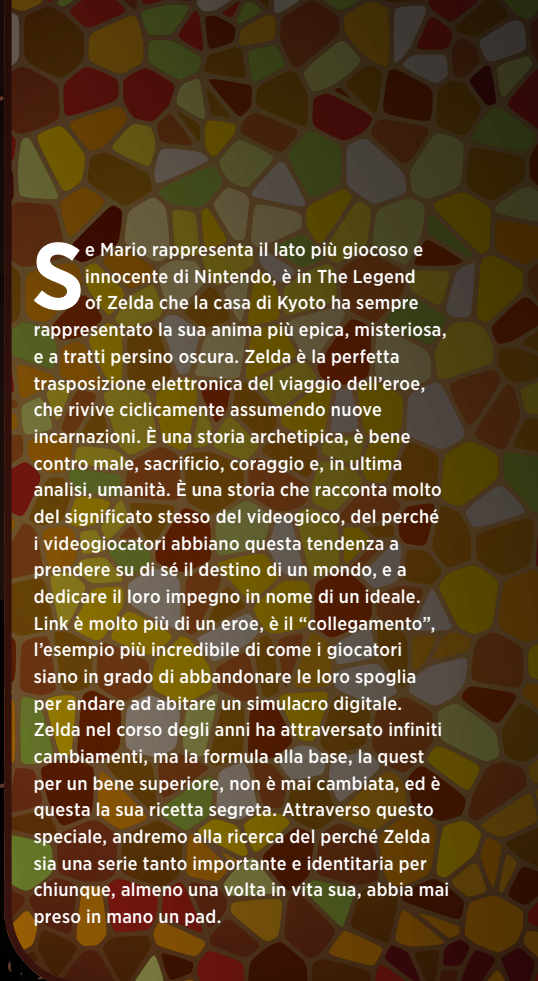 Se Mario rappresenta il lato più giocoso e
innocente di Nintendo, è in The Legend
of Zelda che la casa di Kyoto ha sempre
rappresentato la sua anima più epica, misteriosa,
e a tratti persino oscura. Zelda è la perfetta
trasposizione elettronica del viaggio dell'eroe,
che rivive ciclicamente assumendo nuove
incarnazioni. È una storia archetipica, è bene
contro male, sacrificio, coraggio e, in ultima
analisi, umanità. È una storia che racconta molto
del significato stesso del videogioco, del perché
i videogiocatori abbiano questa tendenza a
prendere su di sé il destino di un mondo, e a
dedicare il loro impegno in nome di un ideale.
Link è molto più di un eroe, è il “collegamento”,
l'esempio più incredibile di come i giocatori
siano in grado di abbandonare le loro spoglia
per andare ad abitare un simulacro digitale.
Zelda nel corso degli anni ha attraversato infiniti
cambiamenti, ma la formula alla base, la quest
per un bene superiore, non è mai cambiata, ed è
questa la sua ricetta segreta. Attraverso questo
speciale, andremo alla ricerca del perché Zelda
sia una serie tanto importante e identitaria per
chiunque, almeno una volta in vita sua, abbia mai
preso in mano un pad.